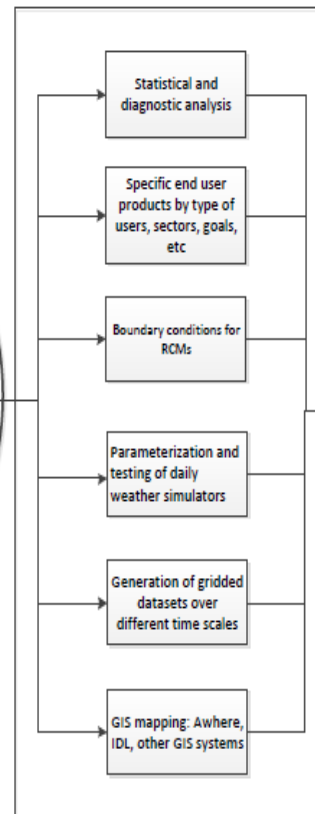 Statistical and
diagnostic analysis
Specific end user
products by type of
users, sectors, goals,
etc
Boundary conditions for
RCMs
Parameterization and
testing of daily
weather simulators
Generation of gridded
datasets over
different time scales
GIS mapping: Awhere,
IDL, other GIS systems